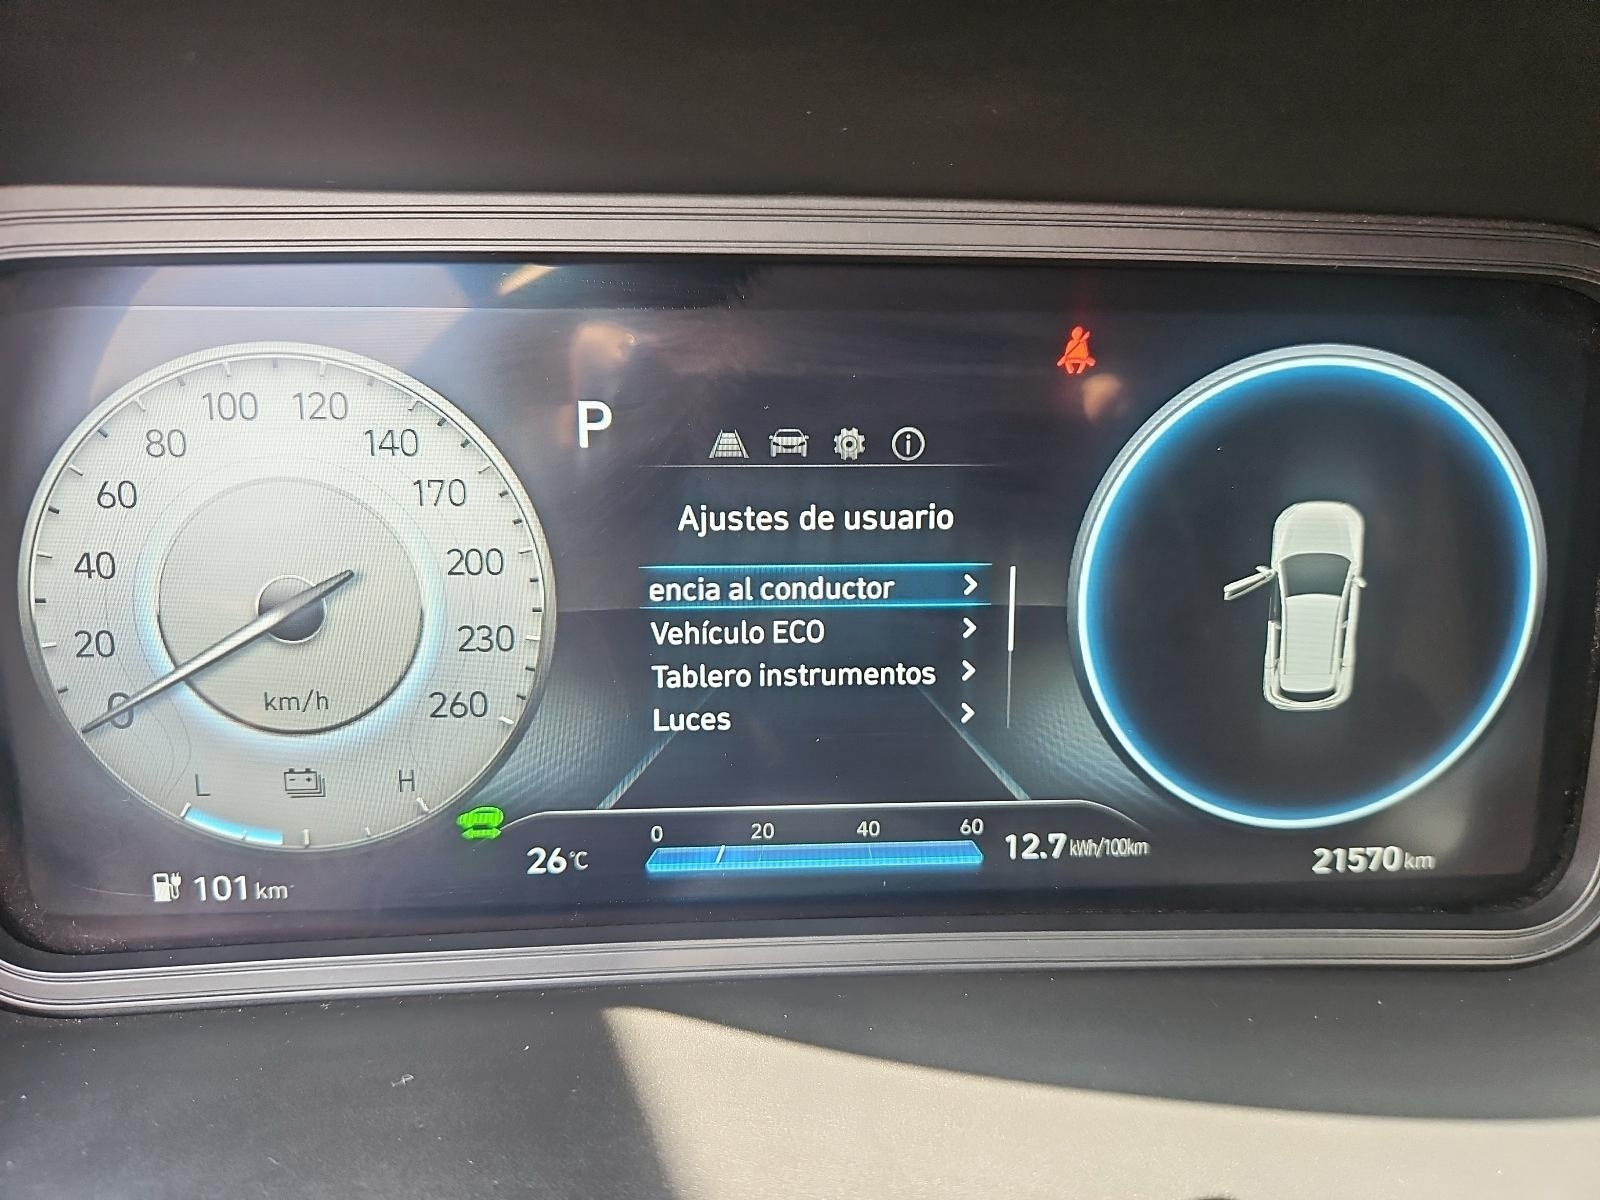 100 120
80 140
60 170
40 200
20 230
0 260
km/h
L H
101 km
P
Ajustes de usuario
encia al conductor
Vehículo ECO
Tablero instrumentos
Luces
0 20 40 60
26°C
12.7 kWh/100km
21570 km